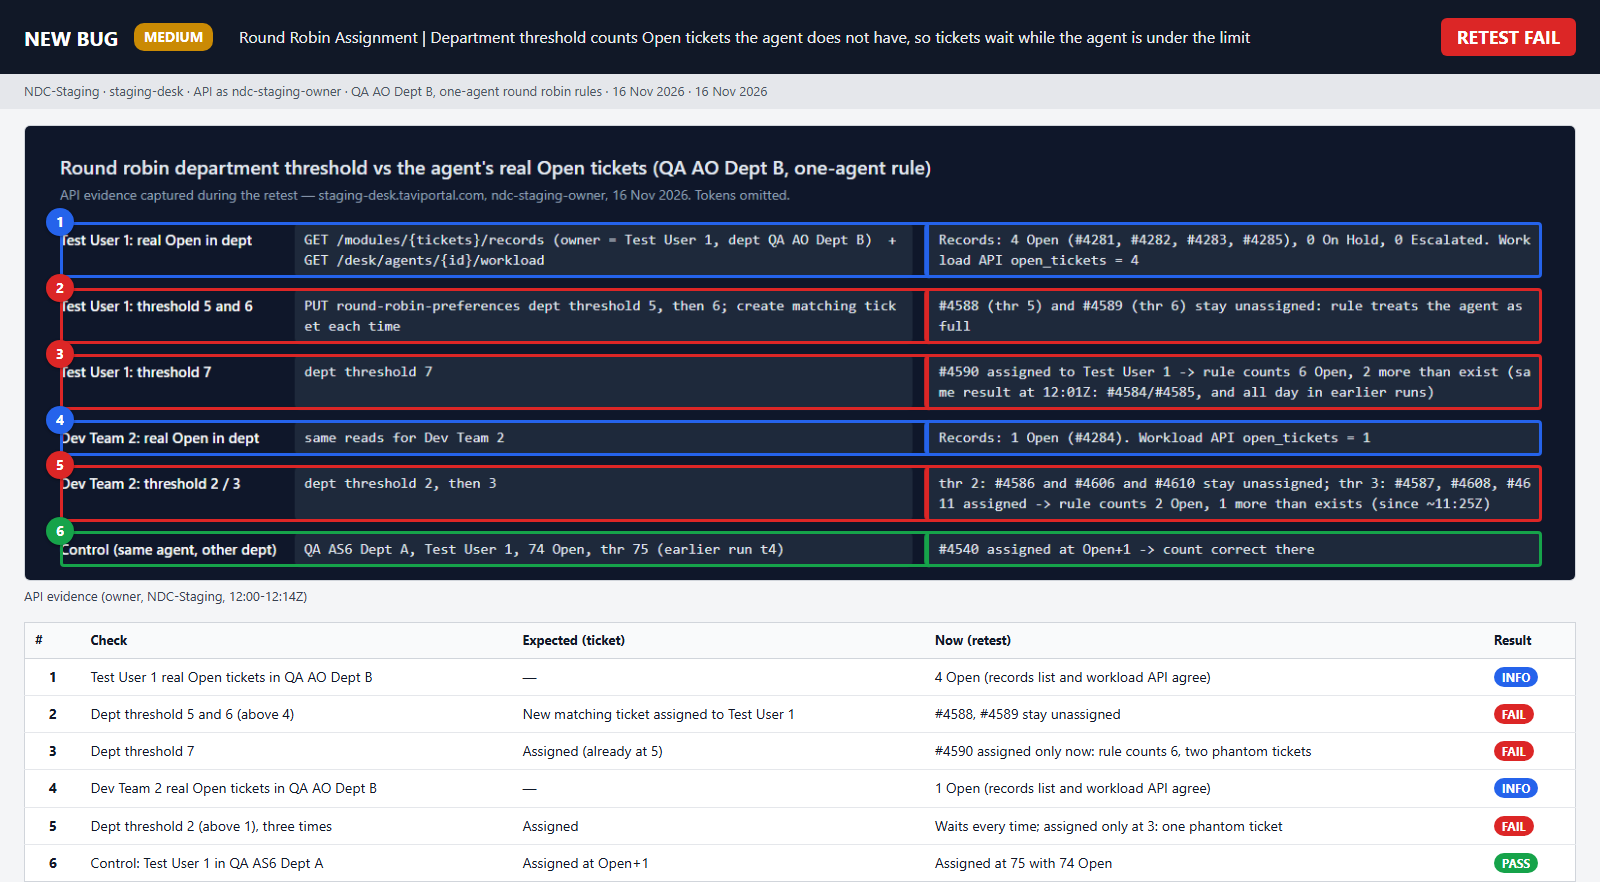 NEW BUG MEDIUM Round Robin Assignment | Department threshold counts Open tickets the agent does not have, so tickets wait while the agent is under the limit RETEST FAIL
NDC-Staging · staging-desk · API as ndc-staging-owner · QA AO Dept B, one-agent round robin rules · 16 Nov 2026 · 16 Nov 2026
Round robin department threshold vs the agent's real Open tickets (QA AO Dept B, one-agent rule)
API evidence captured during the retest — staging-desk.taviportal.com, ndc-staging-owner, 16 Nov 2026. Tokens omitted.
1
Test User 1: real Open in dept GET /modules/{tickets}/records (owner = Test User 1, dept QA AO Dept B) + Records: 4 Open (#4281, #4282, #4283, #4285), 0 On Hold, 0 Escalated. Work
GET /desk/agents/{id}/workload load API open_tickets = 4
2
Test User 1: threshold 5 and 6 PUT round-robin-preferences dept threshold 5, then 6; create matching tick #4588 (thr 5) and #4589 (thr 6) stay unassigned: rule treats the agent as
et each time full
3
Test User 1: threshold 7 dept threshold 7 #4590 assigned to Test User 1 -> rule counts 6 Open, 2 more than exist (sa
me result at 12:01Z: #4584/#4585, and all day in earlier runs)
4
Dev Team 2: real Open in dept same reads for Dev Team 2 Records: 1 Open (#4284). Workload API open_tickets = 1
5
Dev Team 2: threshold 2 / 3 dept threshold 2, then 3 thr 2: #4586 and #4606 and #4610 stay unassigned; thr 3: #4587, #4608, #46
11 assigned -> rule counts 2 Open, 1 more than exists (since ~11:25Z)
6
Control (same agent, other dept) QA AS6 Dept A, Test User 1, 74 Open, thr 75 (earlier run t4) #4540 assigned at Open+1 -> count correct there
API evidence (owner, NDC-Staging, 12:00-12:14Z)
# Check Expected (ticket) Now (retest) Result
1 Test User 1 real Open tickets in QA AO Dept B — 4 Open (records list and workload API agree) INFO
2 Dept threshold 5 and 6 (above 4) New matching ticket assigned to Test User 1 #4588, #4589 stay unassigned FAIL
3 Dept threshold 7 Assigned (already at 5) #4590 assigned only now: rule counts 6, two phantom tickets FAIL
4 Dev Team 2 real Open tickets in QA AO Dept B — 1 Open (records list and workload API agree) INFO
5 Dept threshold 2 (above 1), three times Assigned Waits every time; assigned only at 3: one phantom ticket FAIL
6 Control: Test User 1 in QA AS6 Dept A Assigned at Open+1 Assigned at 75 with 74 Open PASS